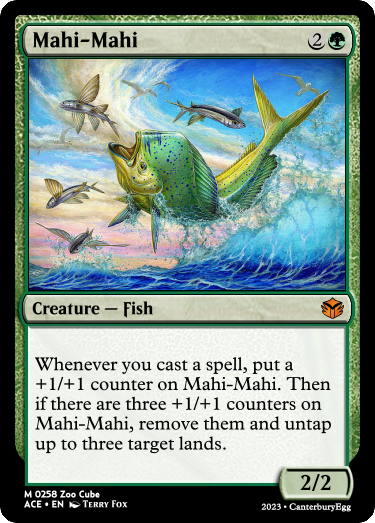 Mahi-Mahi 2
Creature — Fish
Whenever you cast a spell, put a
+1/+1 counter on Mahi-Mahi. Then
if there are three +1/+1 counters on
Mahi-Mahi, remove them and untap
up to three target lands.
2/2
M 0258 Zoo Cube
ACE • EN Terry Fox 2023 • CanterburyEgg